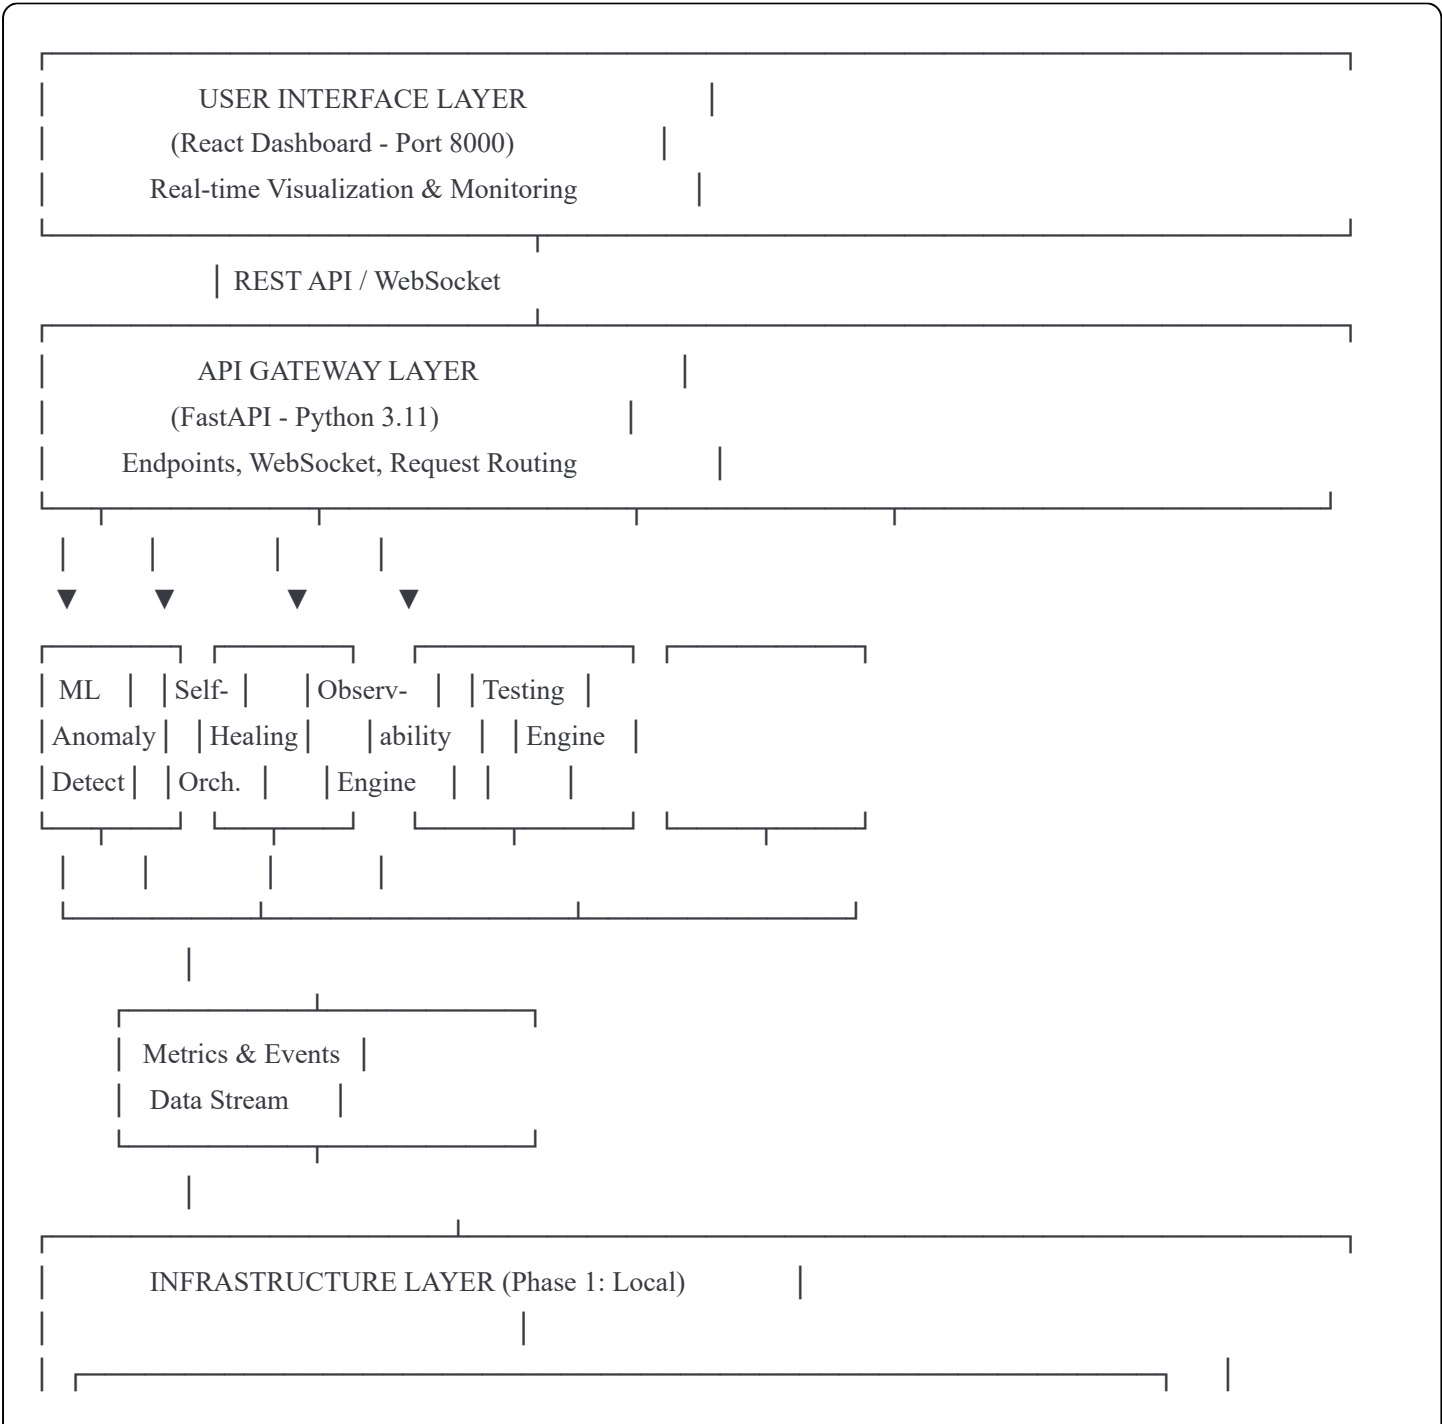 USER INTERFACE LAYER
(React Dashboard - Port 8000)
Real-time Visualization & Monitoring
REST API / WebSocket
API GATEWAY LAYER
(FastAPI - Python 3.11)
Endpoints, WebSocket, Request Routing
ML Self- Observ- Testing
Anomaly Healing ability Engine
Detect Orch. Engine
Metrics & Events
Data Stream
INFRASTRUCTURE LAYER (Phase 1: Local)